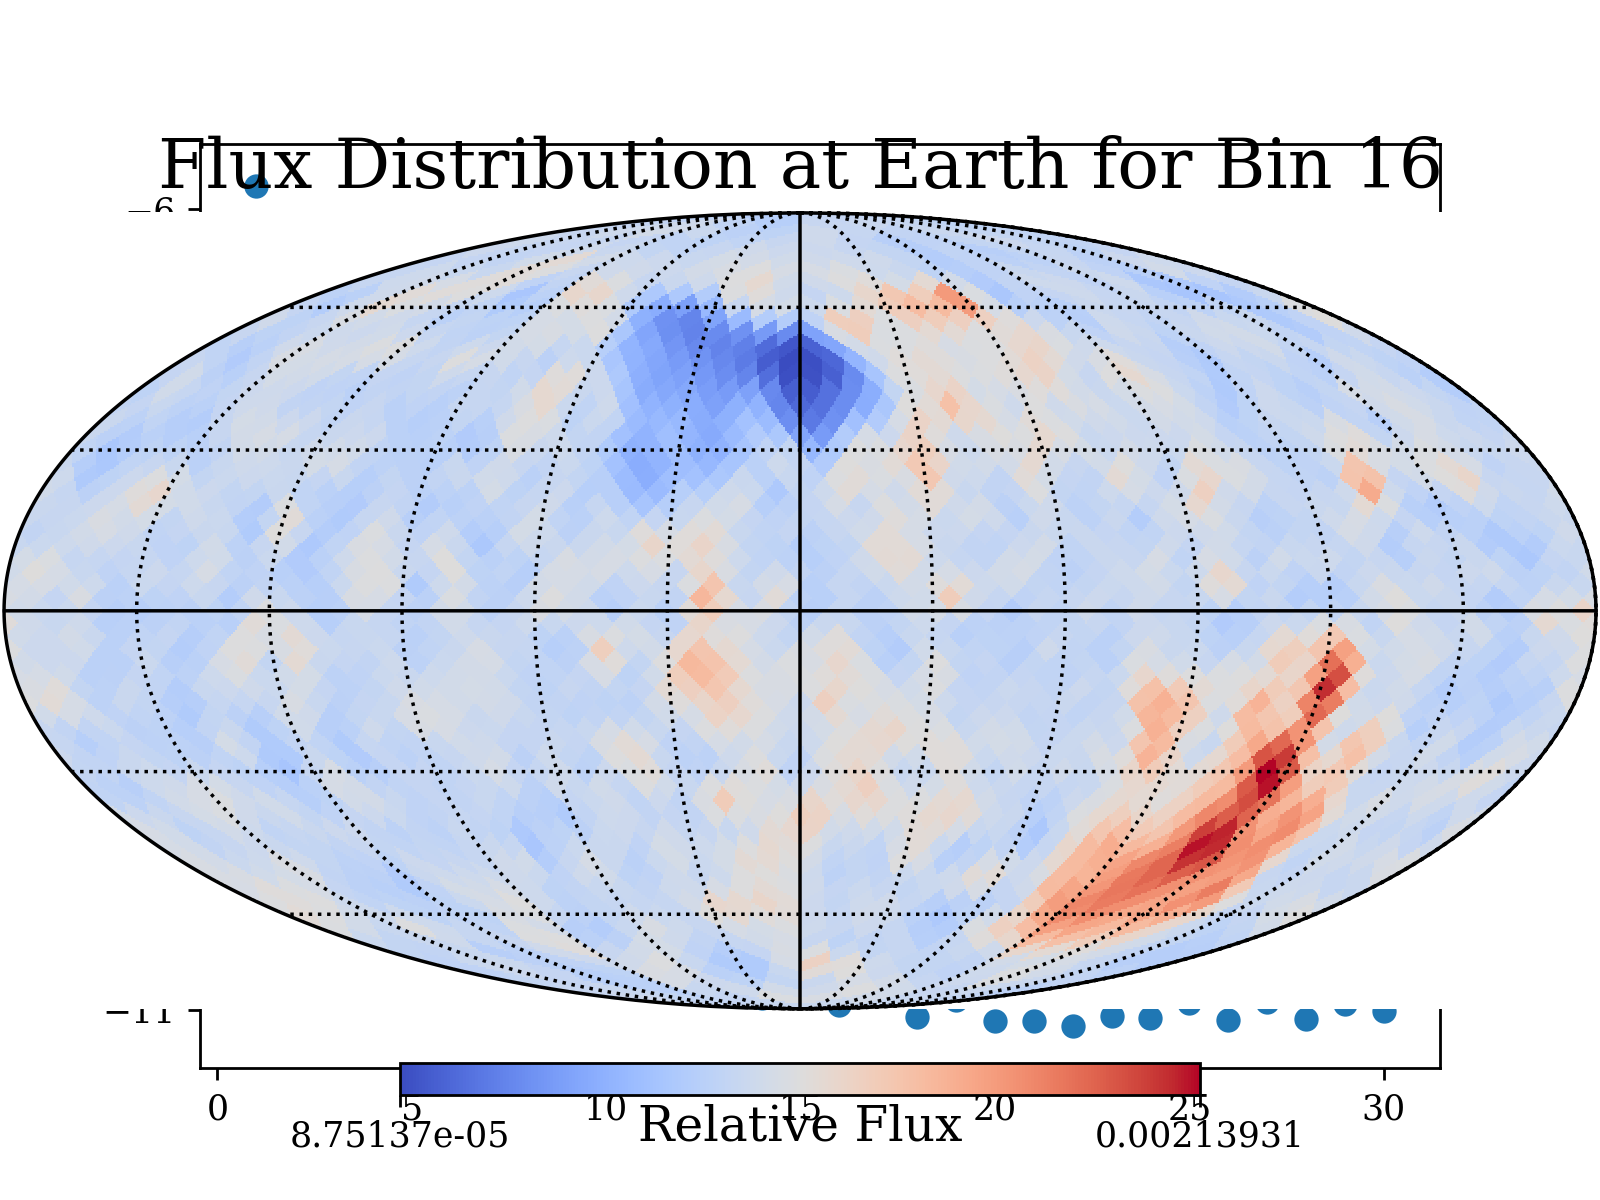 Flux Distribution at Earth for Bin 16
−6
−11
0 5 10 15 20 25 30
Relative Flux
8.75137e-05 0.00213931